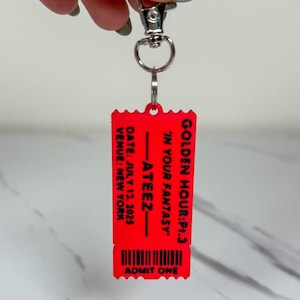 GOLDEN HOUR:Pt.3
'IN YOUR FANTASY'
—ATEEZ—
DATE: JULY 13, 2025
VENUE: NEW YORK
ADMIT ONE